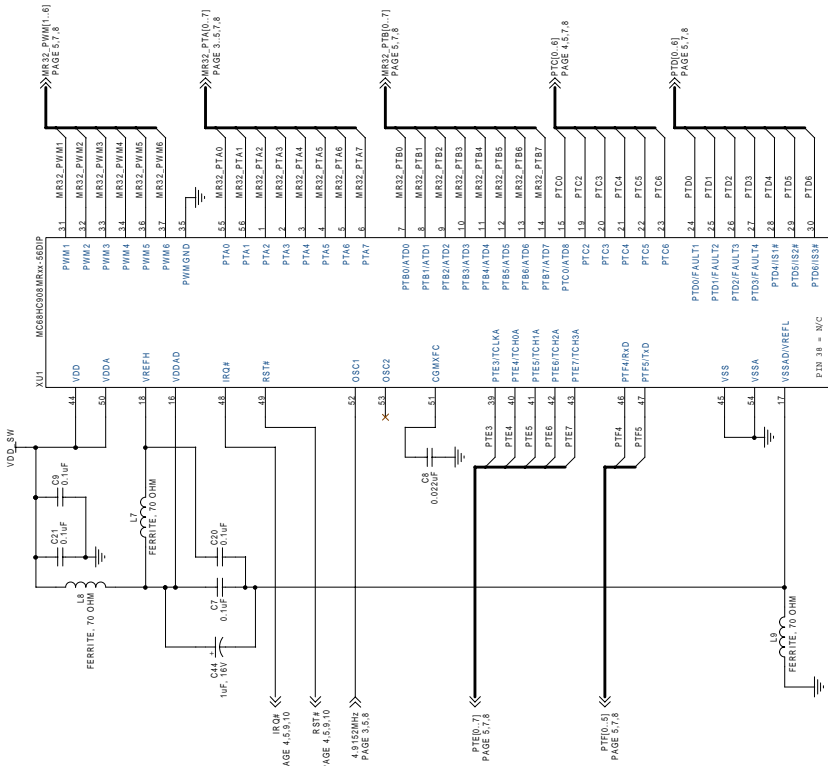 VDD_SW
XU1
MC68HC908MRxx-56DIP
MR32_PWM[1..6]
PAGE 5,7,8
C21
0.1uF
C9
0.1uF
L8
FERRITE, 70 OHM
L7
FERRITE, 70 OHM
C44
1uF, 16V
+
C7
0.1uF
C20
0.1uF
IRQ#
AGE 4,5,9,10
RST#
AGE 4,5,9,10
4.9152MHz
PAGE 3,5,8
C8
0.022uF
PTE[0..7]
PAGE 5,7,8
PTF[0..5]
PAGE 5,7,8
L9
FERRITE, 70 OHM
44 VDD
50 VDDA
18 VREFH
16 VDDAD
48 IRQ#
49 RST#
52 OSC1
53 OSC2
51 CGMXFC
PTE3 39 PTE3/TCLKA
PTE4 40 PTE4/TCH0A
PTE5 41 PTE5/TCH1A
PTE6 42 PTE6/TCH2A
PTE7 43 PTE7/TCH3A
PTF4 46 PTF4/RxD
PTF5 47 PTF5/TxD
45 VSS
54 VSSA
17 VSSAD/VREFL
PIN 38 = N/C
PWM1 31 MR32_PWM1
PWM2 32 MR32_PWM2
PWM3 33 MR32_PWM3
PWM4 34 MR32_PWM4
PWM5 36 MR32_PWM5
PWM6 37 MR32_PWM6
PWMGND 35
MR32_PTA[0..7]
PAGE 3..5,7,8
PTA0 55 MR32_PTA0
PTA1 56 MR32_PTA1
PTA2 1 MR32_PTA2
PTA3 2 MR32_PTA3
PTA4 3 MR32_PTA4
PTA5 4 MR32_PTA5
PTA6 5 MR32_PTA6
PTA7 6 MR32_PTA7
MR32_PTB[0..7]
PAGE 5,7,8
PTB0/ATD0 7 MR32_PTB0
PTB1/ATD1 8 MR32_PTB1
PTB2/ATD2 9 MR32_PTB2
PTB3/ATD3 10 MR32_PTB3
PTB4/ATD4 11 MR32_PTB4
PTB5/ATD5 12 MR32_PTB5
PTB6/ATD6 13 MR32_PTB6
PTB7/ATD7 14 MR32_PTB7
PTC[0..6]
PAGE 4,5,7,8
PTC0/ATD8 15 PTC0
PTC2 19 PTC2
PTC3 20 PTC3
PTC4 21 PTC4
PTC5 22 PTC5
PTC6 23 PTC6
PTD[0..6]
PAGE 5,7,8
PTD0/FAULT1 24 PTD0
PTD1/FAULT2 25 PTD1
PTD2/FAULT3 26 PTD2
PTD3/FAULT4 27 PTD3
PTD4/IS1# 28 PTD4
PTD5/IS2# 29 PTD5
PTD6/IS3# 30 PTD6